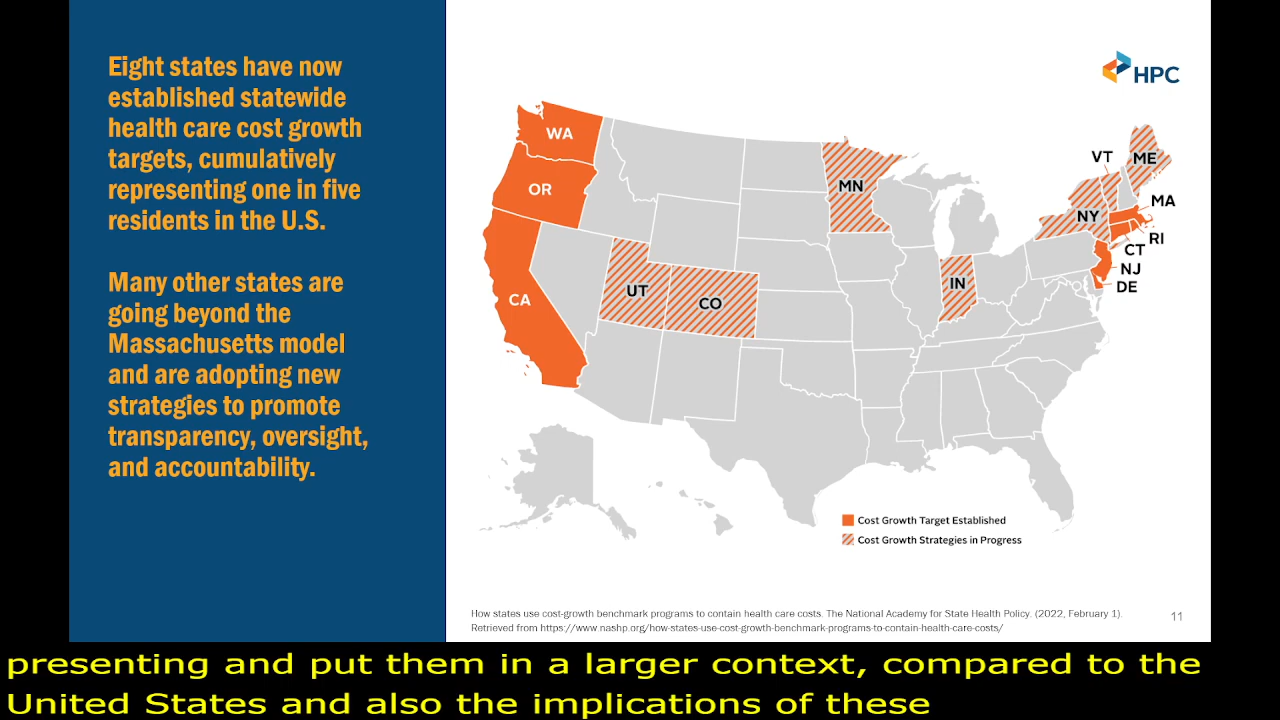 Eight states have now
established statewide
health care cost growth
targets, cumulatively
representing one in five
residents in the U.S.
Many other states are
going beyond the
Massachusetts model
and are adopting new
strategies to promote
transparency, oversight,
and accountability.
HPC
WA
OR
CA
UT
CO
MN
IN
VT
ME
NY
MA
RI
CT
NJ
DE
Cost Growth Target Established
Cost Growth Strategies in Progress
How states use cost-growth benchmark programs to contain health care costs. The National Academy for State Health Policy. (2022, February 1).
Retrieved from https://www.nashp.org/how-states-use-cost-growth-benchmark-programs-to-contain-health-care-costs/
11
presenting and put them in a larger context, compared to the
United States and also the implications of these